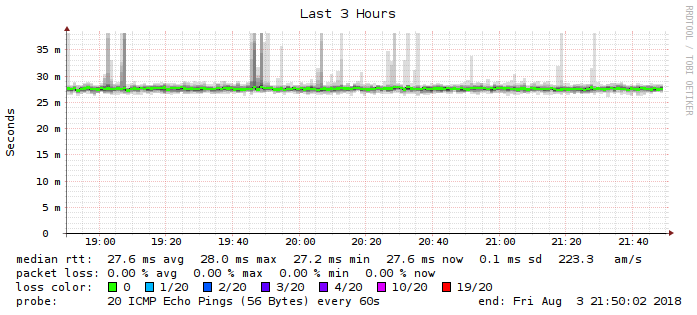 Last 3 Hours
RRDTOOL / TOBI OETIKER
Seconds
35 m
30 m
25 m
20 m
15 m
10 m
5 m
0
19:00 19:20 19:40 20:00 20:20 20:40 21:00 21:20 21:40
median rtt: 27.6 ms avg 28.0 ms max 27.2 ms min 27.6 ms now 0.1 ms sd 223.3 am/s
packet loss: 0.00 % avg 0.00 % max 0.00 % min 0.00 % now
loss color: 0 1/20 2/20 3/20 4/20 10/20 19/20
probe: 20 ICMP Echo Pings (56 Bytes) every 60s end: Fri Aug 3 21:50:02 2018